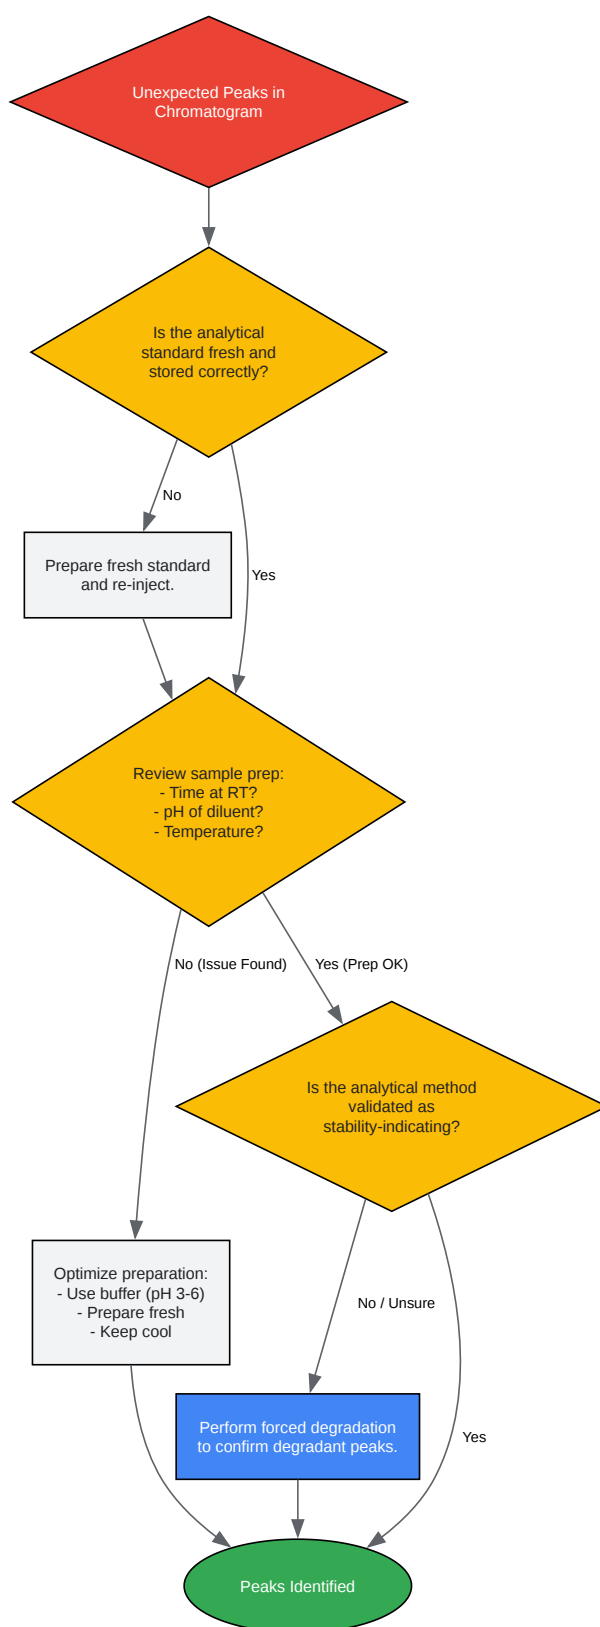 Unexpected Peaks in
Chromatogram
Is the analytical
standard fresh and
stored correctly?
No
Yes
Prepare fresh standard
and re-inject.
Review sample prep:
- Time at RT?
- pH of diluent?
- Temperature?
No (Issue Found)
Yes (Prep OK)
Is the analytical method
validated as
stability-indicating?
Optimize preparation:
- Use buffer (pH 3-6)
- Prepare fresh
- Keep cool
No / Unsure
Perform forced degradation
to confirm degradant peaks.
Yes
Peaks Identified